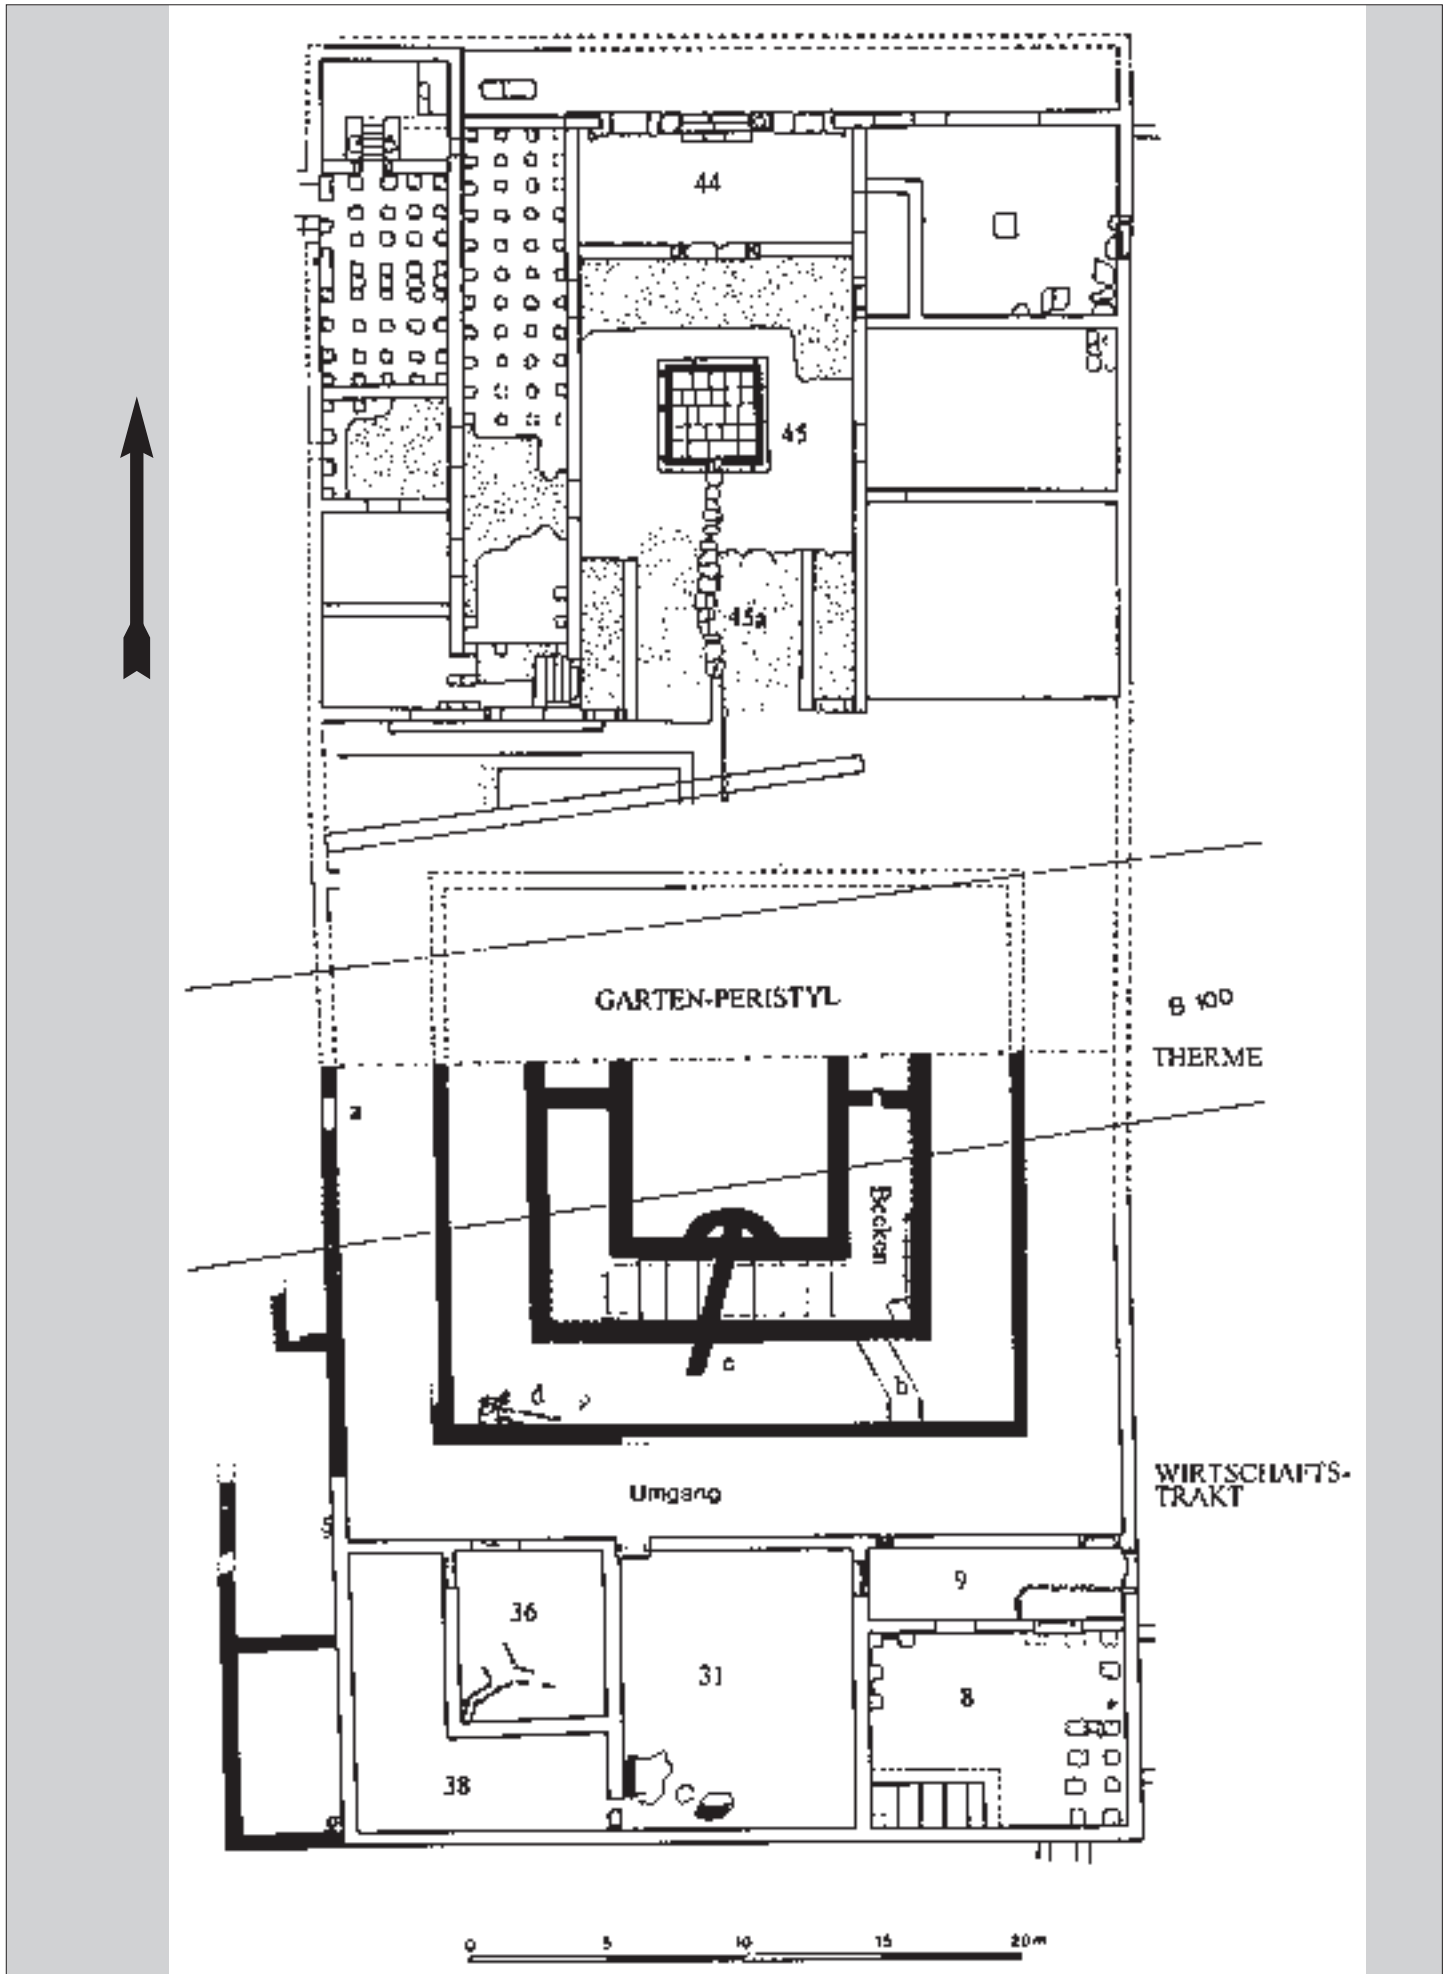 44
45
45a
GARTEN-PERISTYL
B 100
THERME
a
Becken
c
d
b
WIRTSCHAFTS-
TRAKT
Umgang
9
36
31
8
38
0 5 10 15 20m